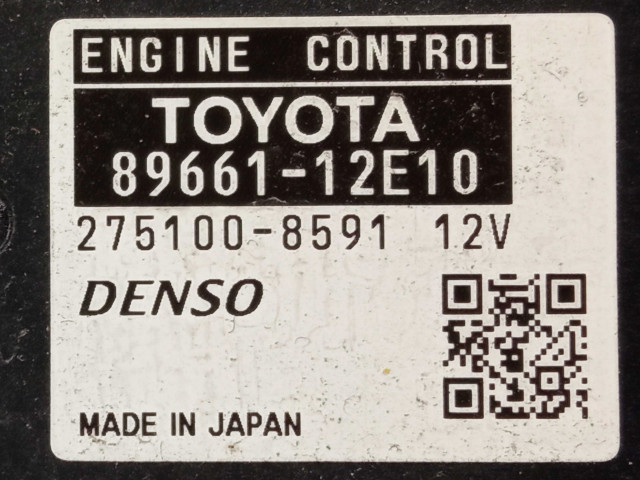 ENGINE CONTROL
TOYOTA
89661-12E10
275100-8591 12V
DENSO
MADE IN JAPAN